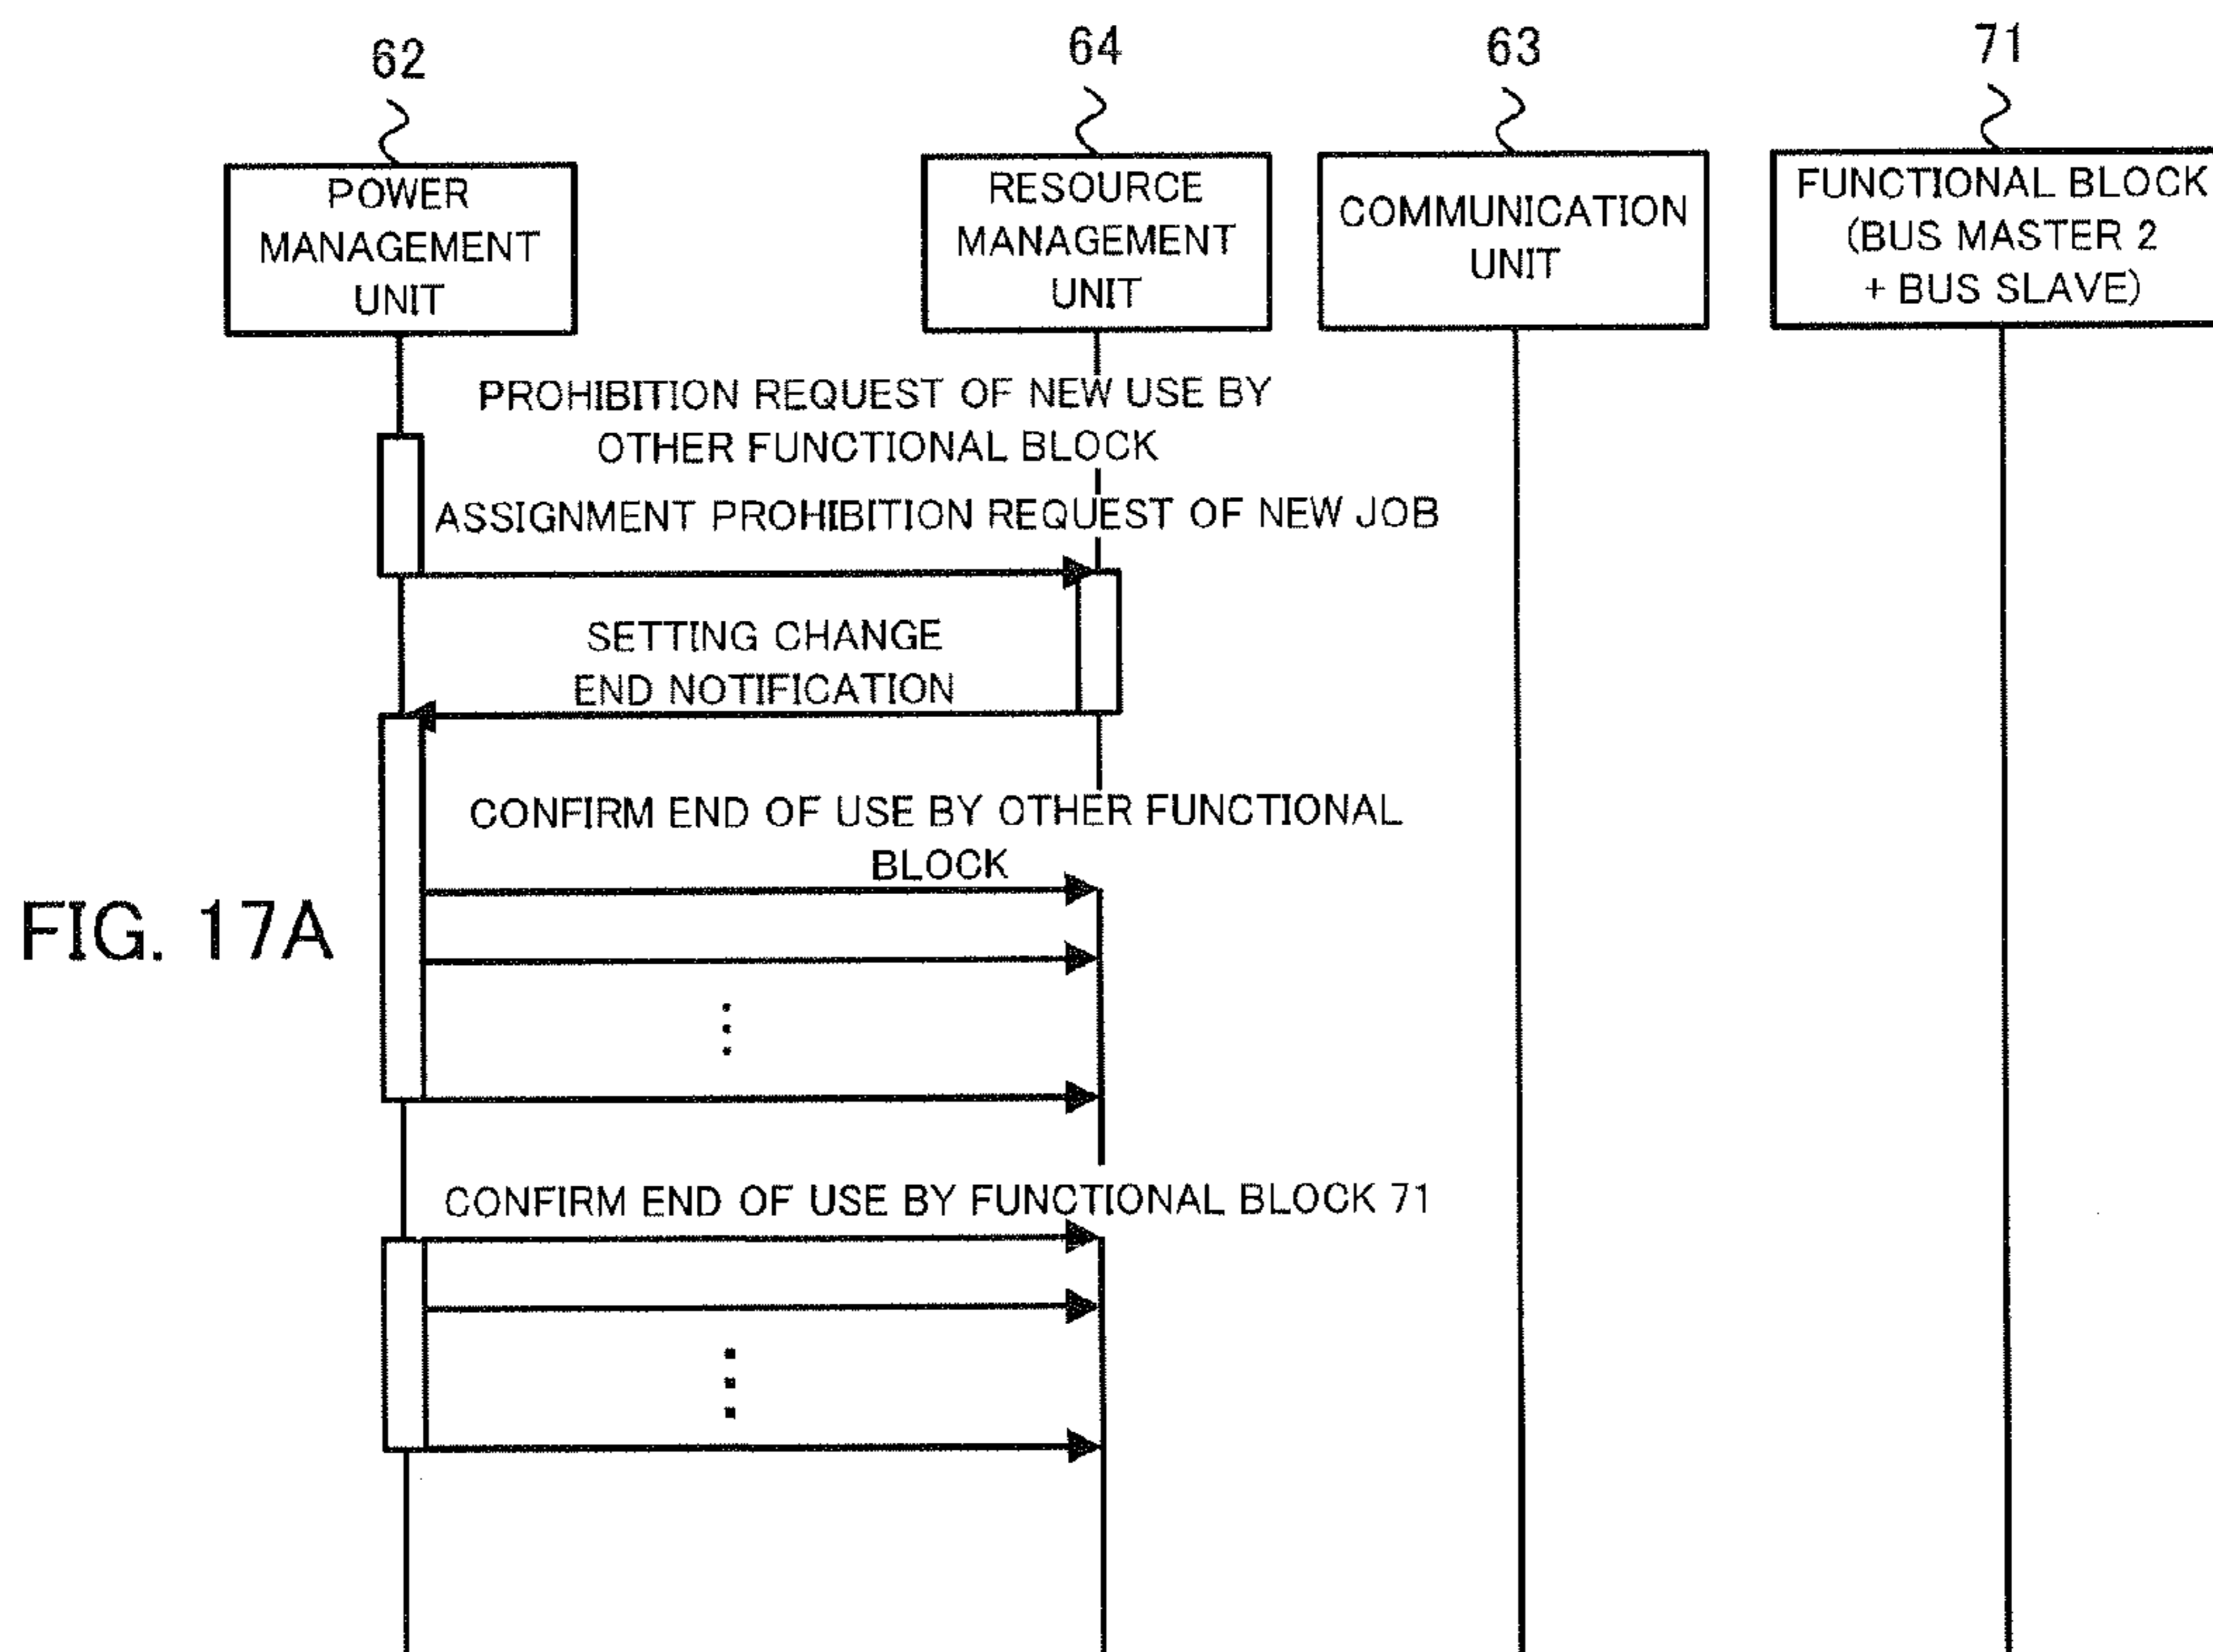 62
64
63
71
POWER
MANAGEMENT
UNIT
RESOURCE
MANAGEMENT
UNIT
COMMUNICATION
UNIT
FUNCTIONAL BLOCK
(BUS MASTER 2
+ BUS SLAVE)
PROHIBITION REQUEST OF NEW USE BY
OTHER FUNCTIONAL BLOCK
ASSIGNMENT PROHIBITION REQUEST OF NEW JOB
SETTING CHANGE
END NOTIFICATION
CONFIRM END OF USE BY OTHER FUNCTIONAL
BLOCK
FIG. 17A
CONFIRM END OF USE BY FUNCTIONAL BLOCK 71